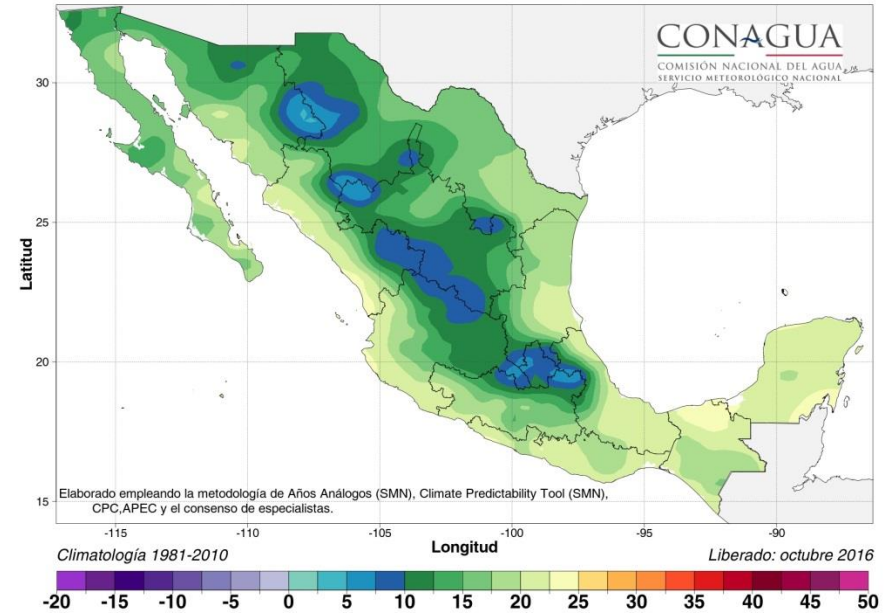 CONAGUA
COMISIÓN NACIONAL DEL AGUA
SERVICIO METEOROLÓGICO NACIONAL
30
25
20
15
Latitud
Elaborado empleando la metodología de Años Análogos (SMN), Climate Predictability Tool (SMN),
CPC,APEC y el consenso de especialistas.
-115 -110 -105 -100 -95 -90
Longitud
Climatología 1981-2010
Liberado: octubre 2016
-20 -15 -10 -5 0 5 10 15 20 25 30 35 40 45 50